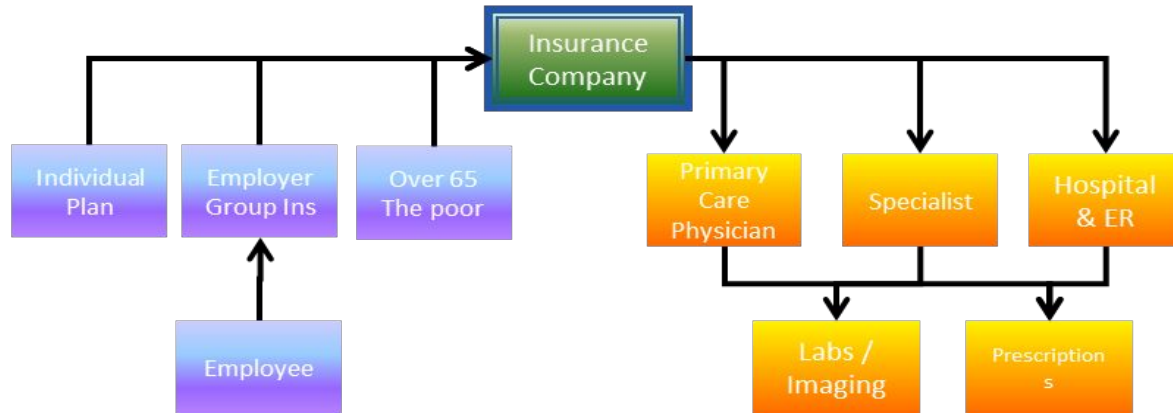 Insurance
Company
Individual
Plan
Employer
Group Ins
Over 65
The poor
Primary
Care
Physician
Specialist
Hospital
& ER
Employee
Labs /
Imaging
Prescription
s